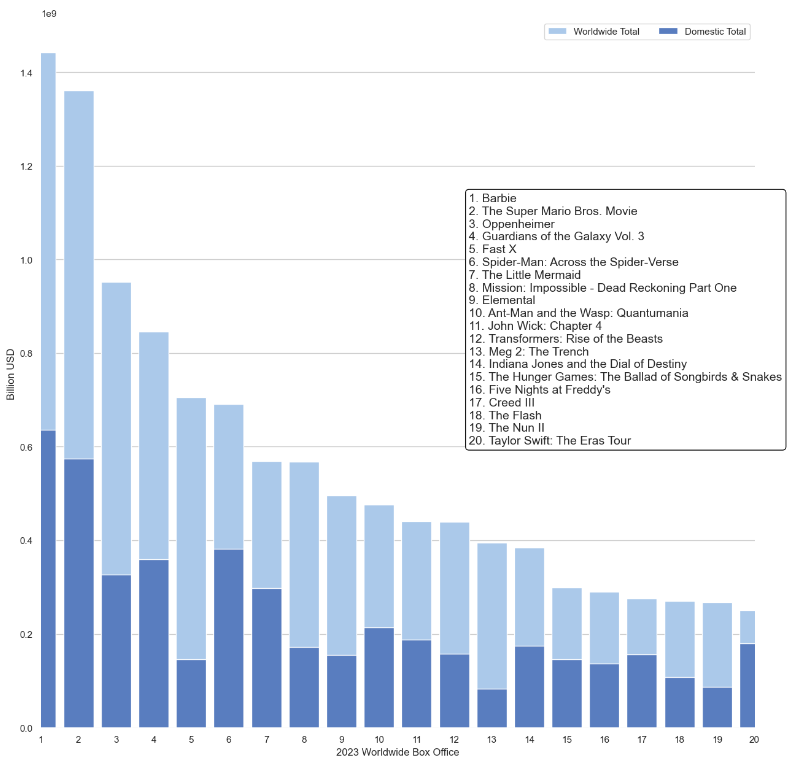 1e9
Worldwide Total Domestic Total
1.4
1.2
1.0
0.8
0.6
0.4
0.2
0.0
Billion USD
1. Barbie
2. The Super Mario Bros. Movie
3. Oppenheimer
4. Guardians of the Galaxy Vol. 3
5. Fast X
6. Spider-Man: Across the Spider-Verse
7. The Little Mermaid
8. Mission: Impossible - Dead Reckoning Part One
9. Elemental
10. Ant-Man and the Wasp: Quantumania
11. John Wick: Chapter 4
12. Transformers: Rise of the Beasts
13. Meg 2: The Trench
14. Indiana Jones and the Dial of Destiny
15. The Hunger Games: The Ballad of Songbirds & Snakes
16. Five Nights at Freddy's
17. Creed III
18. The Flash
19. The Nun II
20. Taylor Swift: The Eras Tour
1 2 3 4 5 6 7 8 9 10 11 12 13 14 15 16 17 18 19 20
2023 Worldwide Box Office